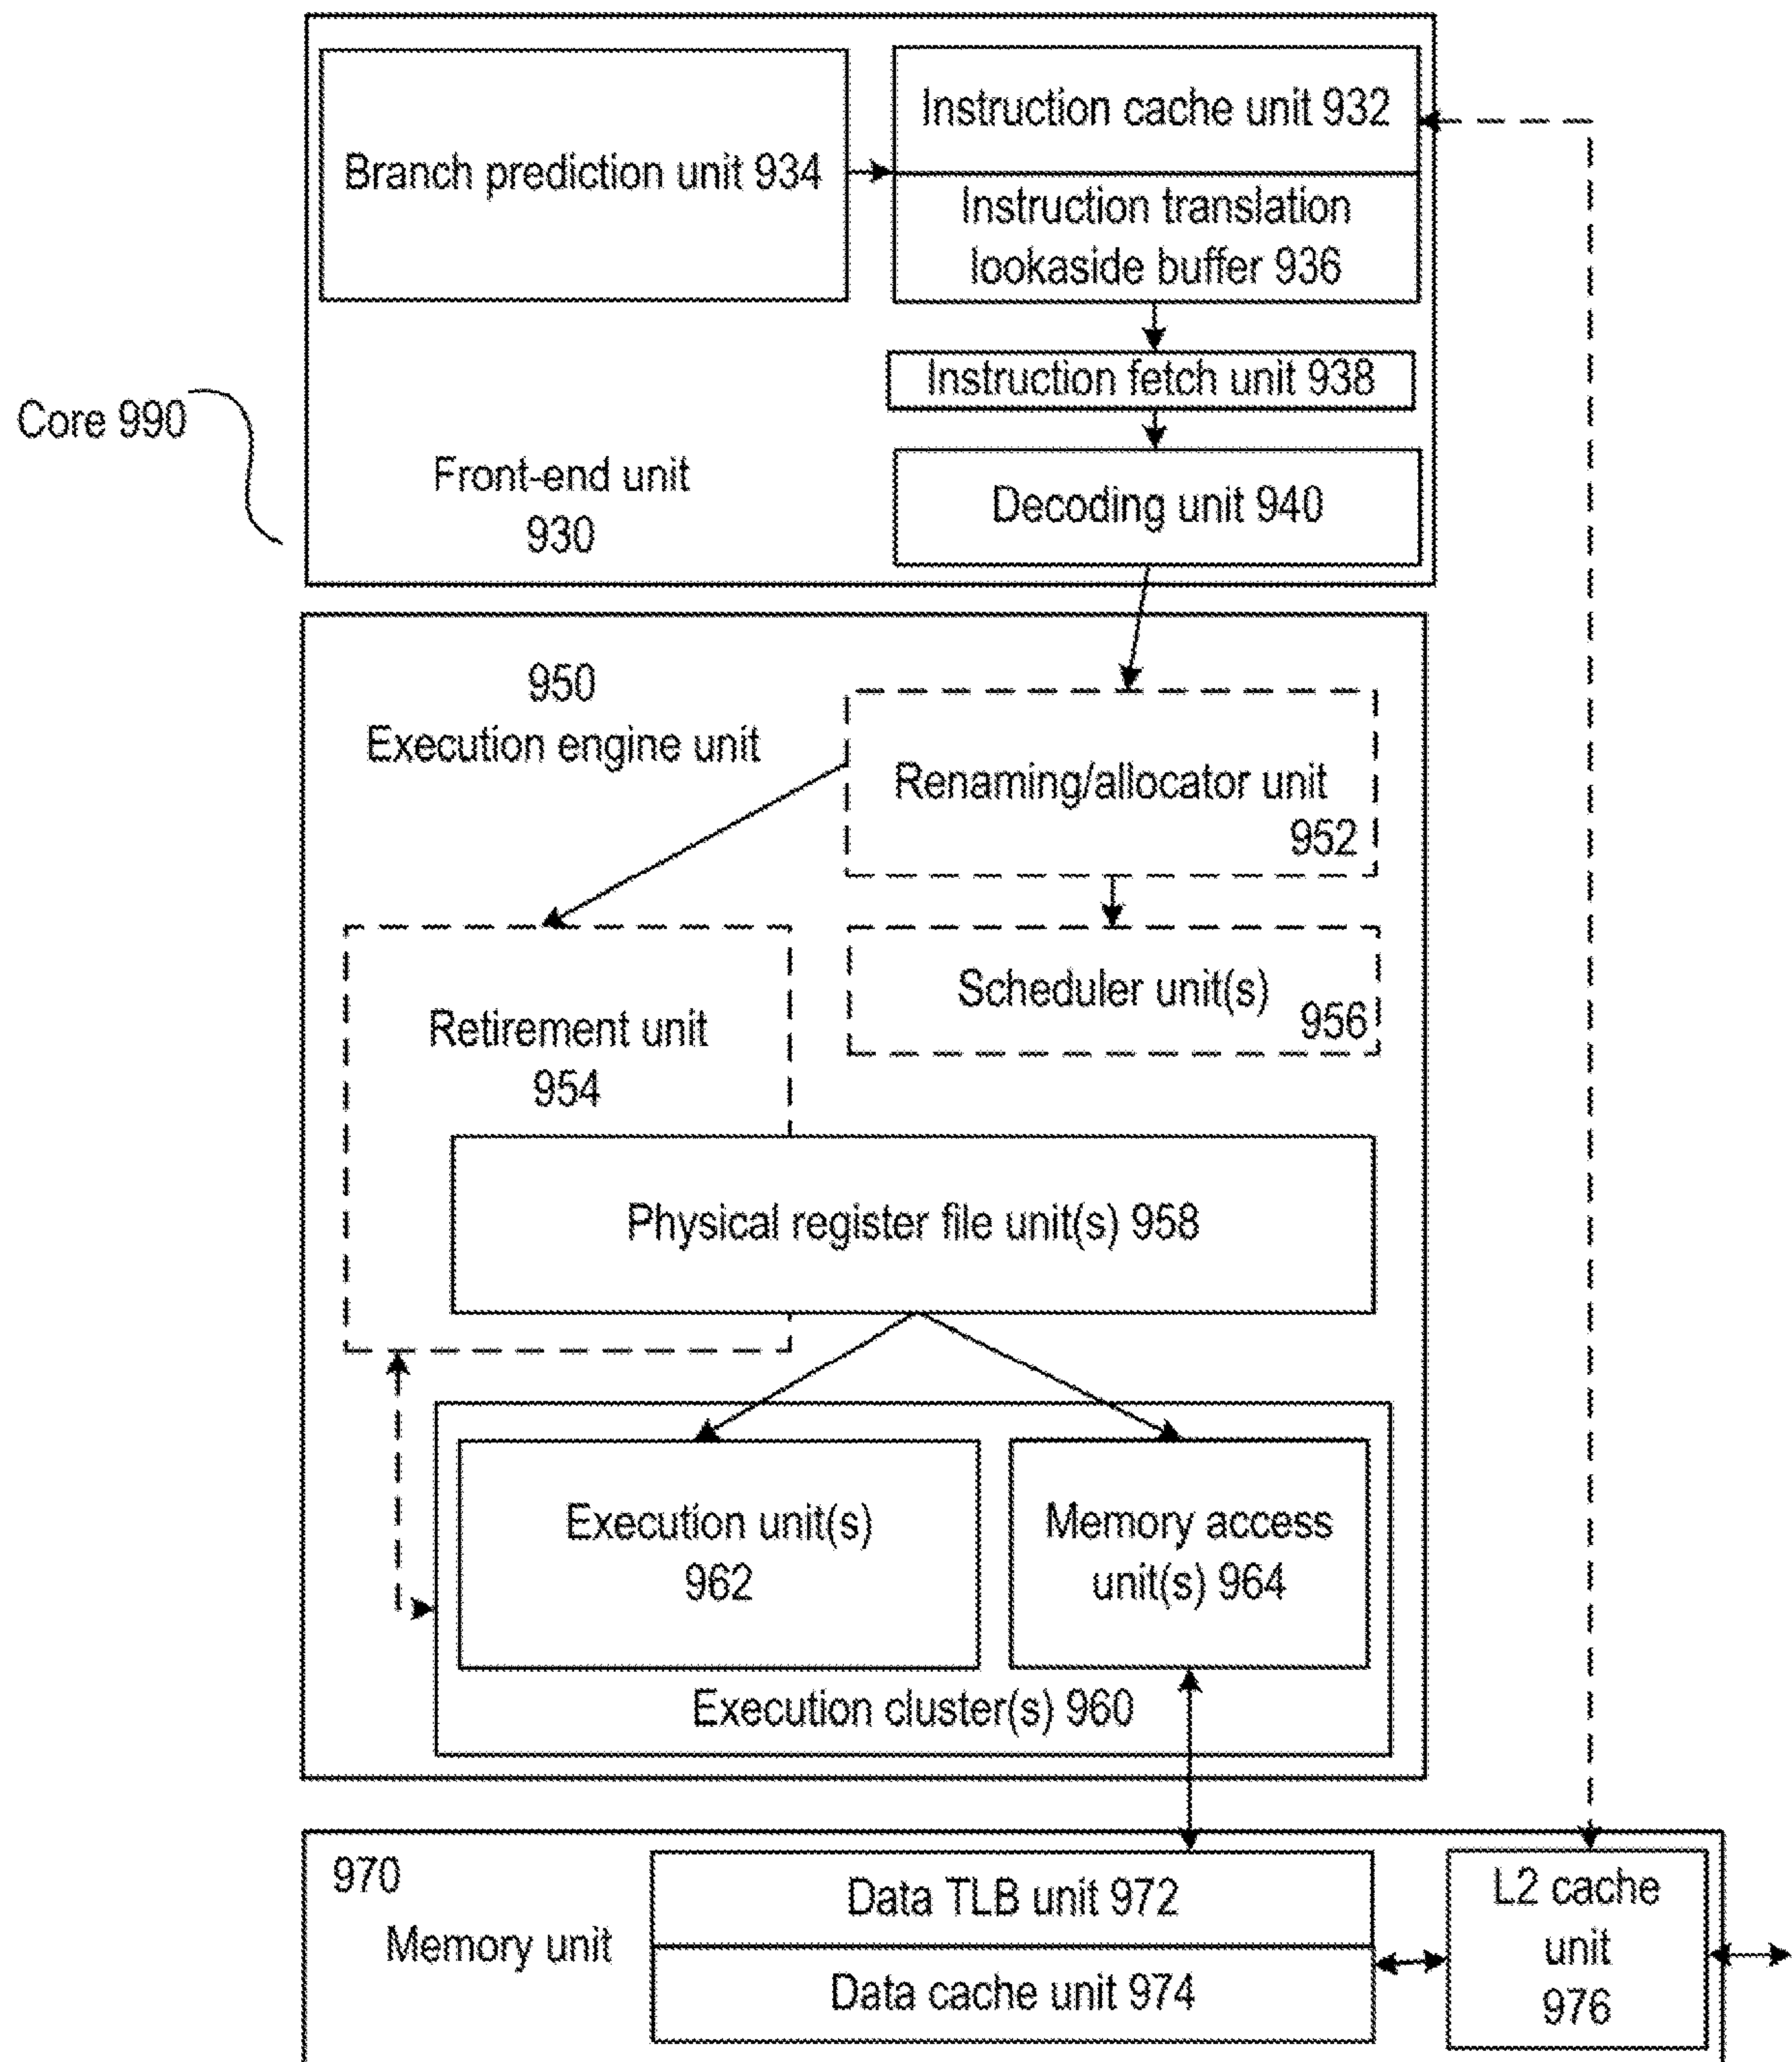 Branch prediction unit 934
Instruction cache unit 932
Instruction translation
lookaside buffer 936
Instruction fetch unit 938
Core 990
Front-end unit
930
Decoding unit 940
950
Execution engine unit
Renaming/allocator unit
952
Scheduler unit(s)
956
Retirement unit
954
Physical register file unit(s) 958
Execution unit(s)
962
Memory access
unit(s) 964
Execution cluster(s) 960
970
Memory unit
Data TLB unit 972
Data cache unit 974
L2 cache
unit
976